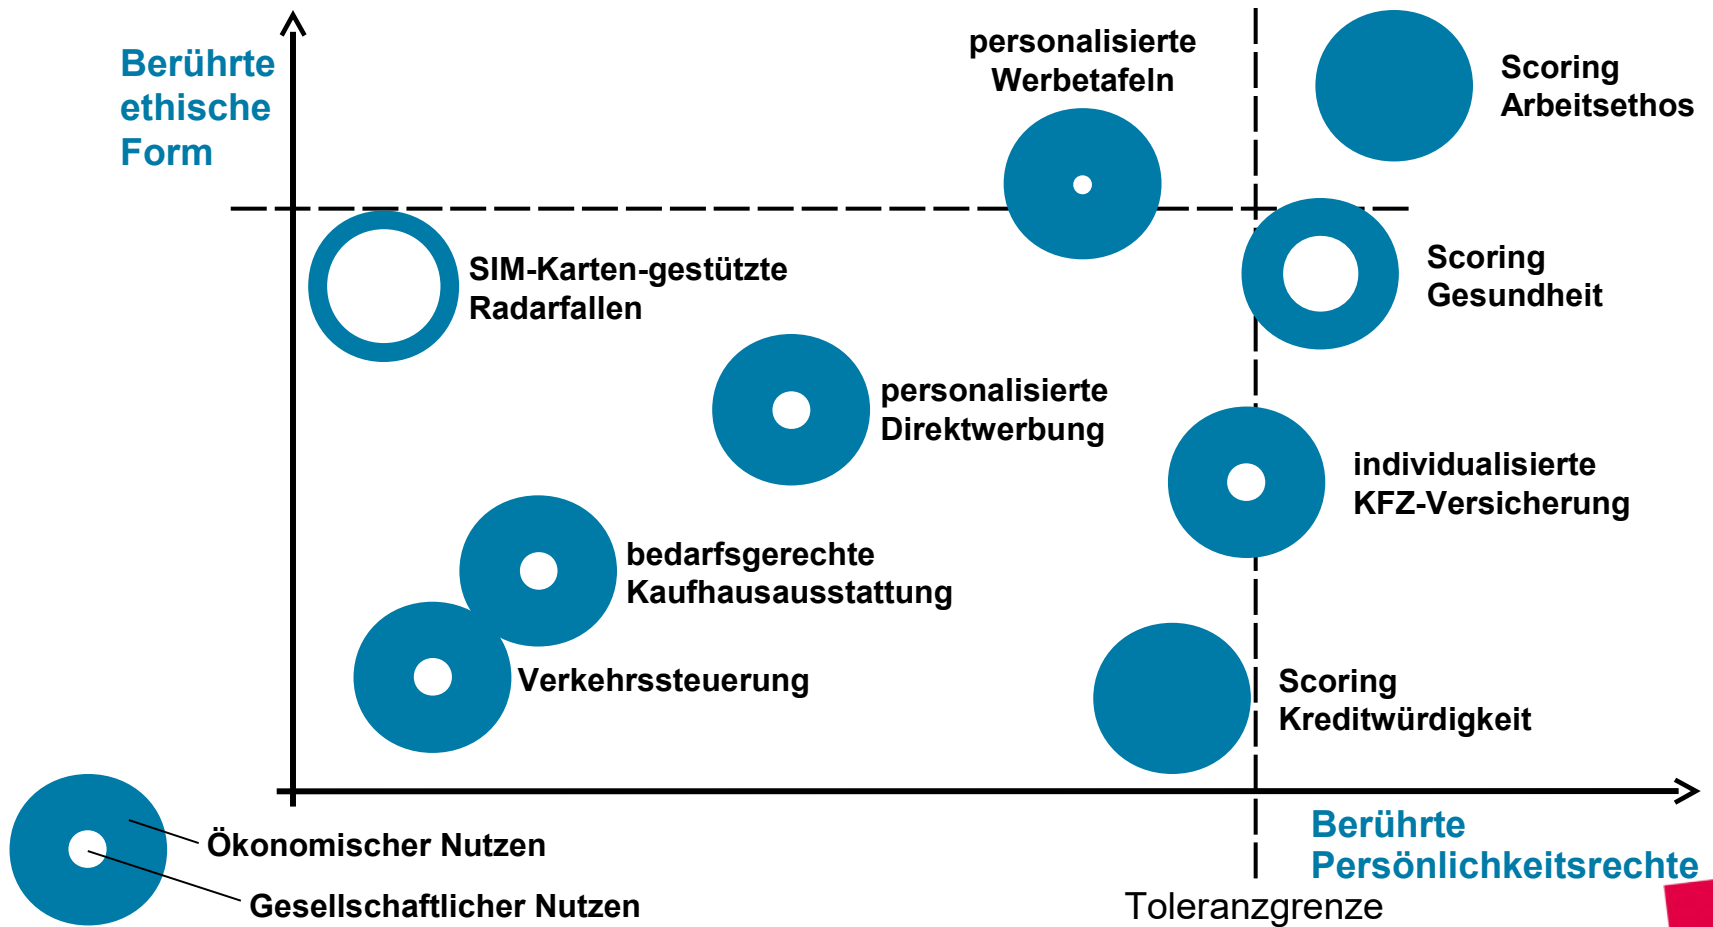 Berührte
ethische
Form
personalisierte
Werbetafeln
Scoring
Arbeitsethos
SIM-Karten-gestützte
Radarfallen
Scoring
Gesundheit
personalisierte
Direktwerbung
individualisierte
KFZ-Versicherung
bedarfsgerechte
Kaufhausausstattung
Verkehrssteuerung
Scoring
Kreditwürdigkeit
Berührte
Persönlichkeitsrechte
Ökonomischer Nutzen
Gesellschaftlicher Nutzen
Toleranzgrenze